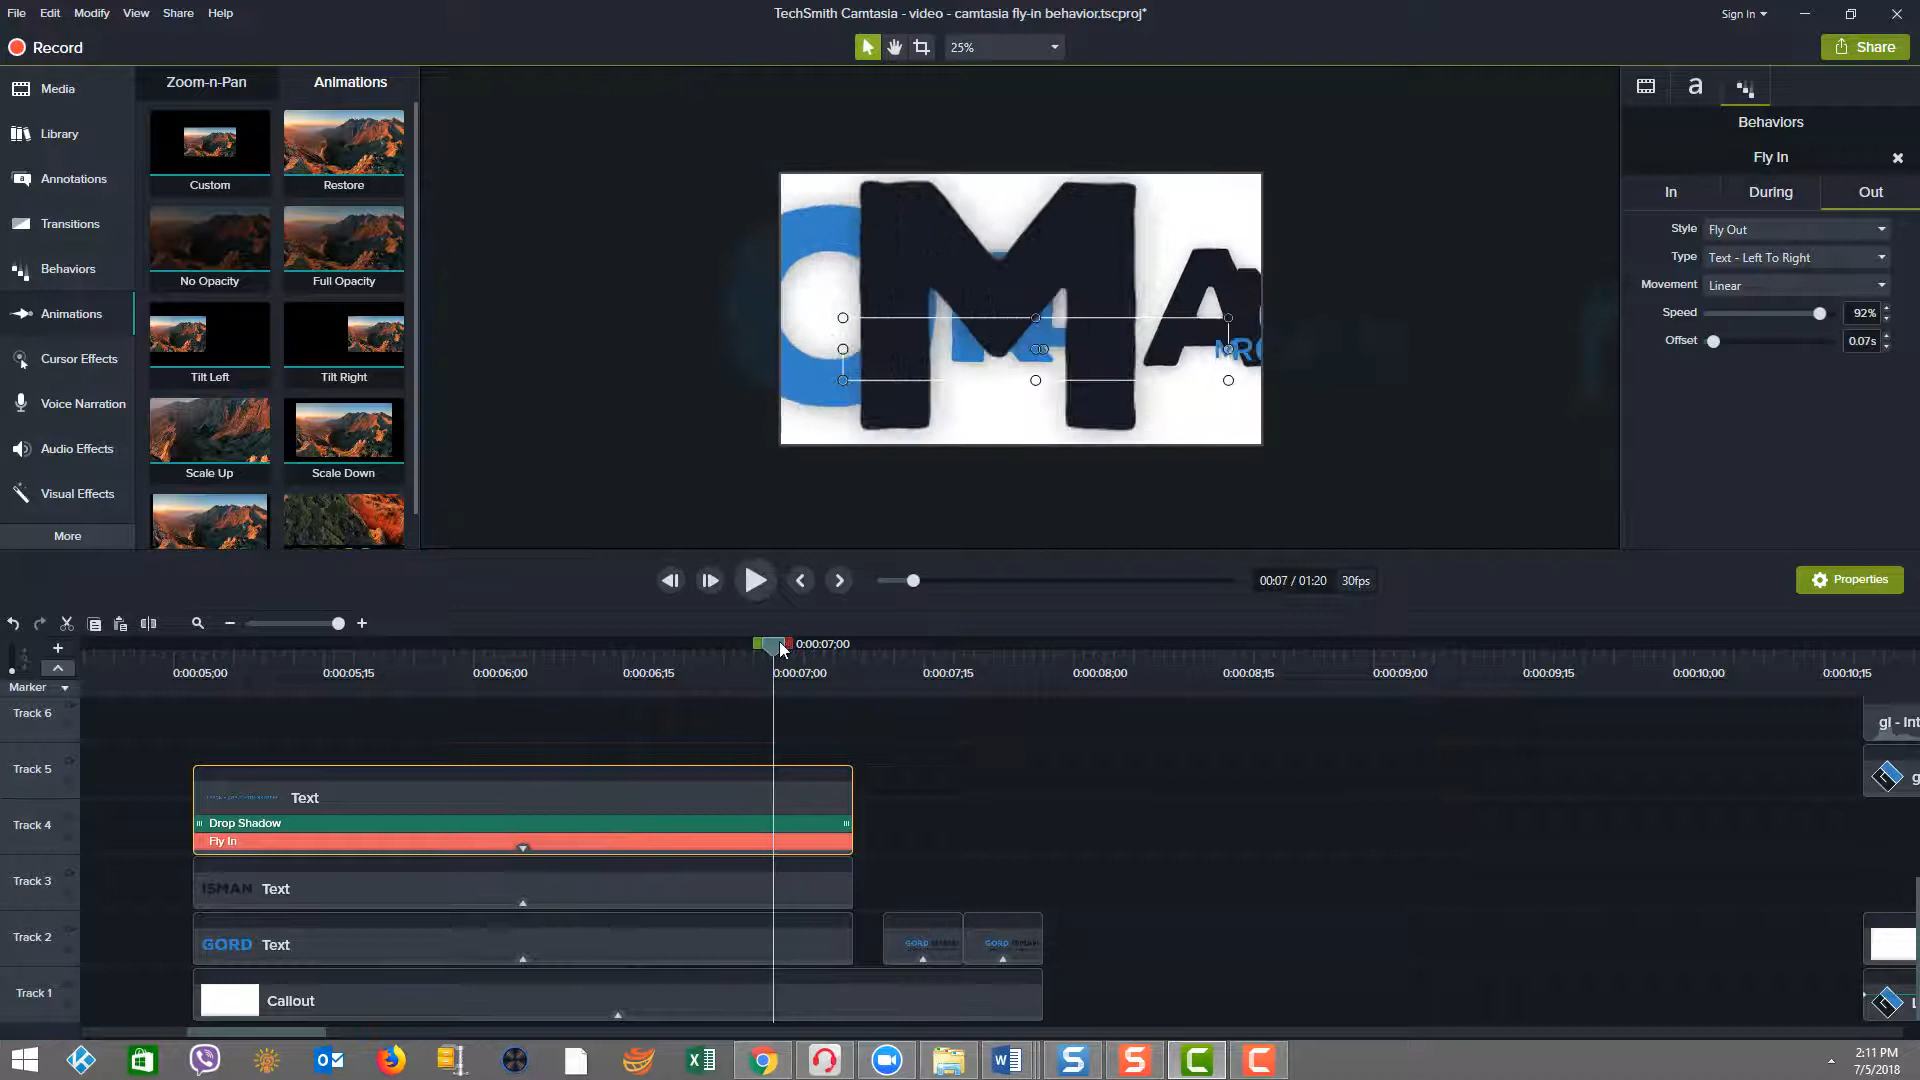 File Edit Modify View Share Help
TechSmith Camtasia - video - camtasia fly-in behavior.tscproj*
Sign In
Record
25%
Share
Media
Library
Annotations
Transitions
Behaviors
Animations
Cursor Effects
Voice Narration
Audio Effects
Visual Effects
More
Zoom-n-Pan Animations
Custom Restore
No Opacity Full Opacity
Tilt Left Tilt Right
Scale Up Scale Down
C M A
a
Behaviors
Fly In
In During Out
Style Fly Out
Type Text - Left To Right
Movement Linear
Speed 92%
Offset 0.07s
00:07 / 01:20 30fps
Properties
0:00:07;00
0:00:05;00 0:00:05;15 0:00:06;00 0:00:06;15 0:00:07;00 0:00:07;15 0:00:08;00 0:00:08;15 0:00:09;00 0:00:09;15 0:00:10;00 0:00:10;15
Marker
Track 6
gl - Int
Track 5
Text
Track 4
Drop Shadow
Fly In
Track 3
ISMAN Text
Track 2
GORD Text
GORD ISMAN GORD ISMAN
Track 1
Callout
2:11 PM
7/5/2018